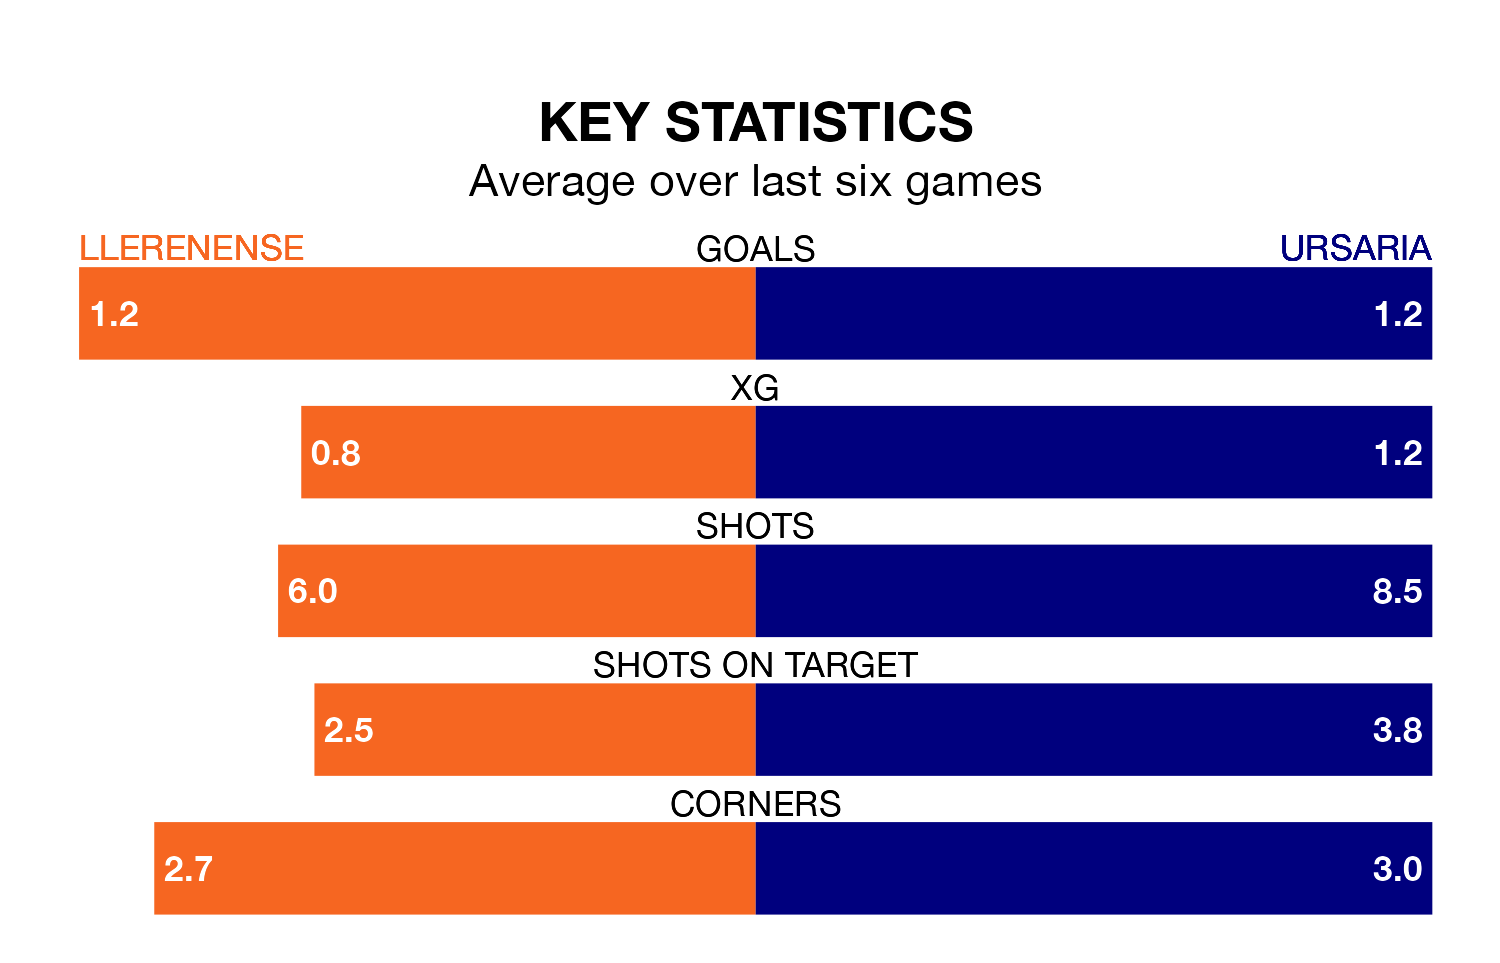 KEY STATISTICS
Average over last six games
LLERENENSE GOALS URSARIA
1.2 1.2
XG
0.8 1.2
SHOTS
6.0 8.5
SHOTS ON TARGET
2.5 3.8
CORNERS
2.7 3.0